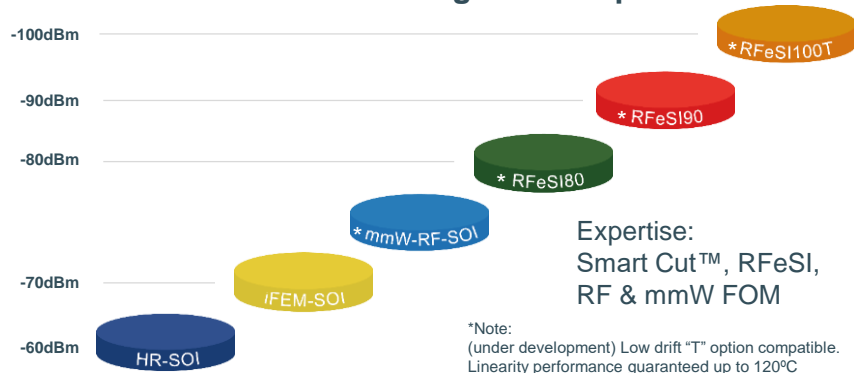 -100dBm
* RFeSI100T
-90dBm
* RFeSI90
-80dBm
* RFeSI80
* mmW-RF-SOI
Expertise:
Smart Cut™, RFeSI,
RF & mmW FOM
-70dBm
iFEM-SOI
-60dBm
HR-SOI
*Note:
(under development) Low drift “T” option compatible.
Linearity performance guaranteed up to 120ºC